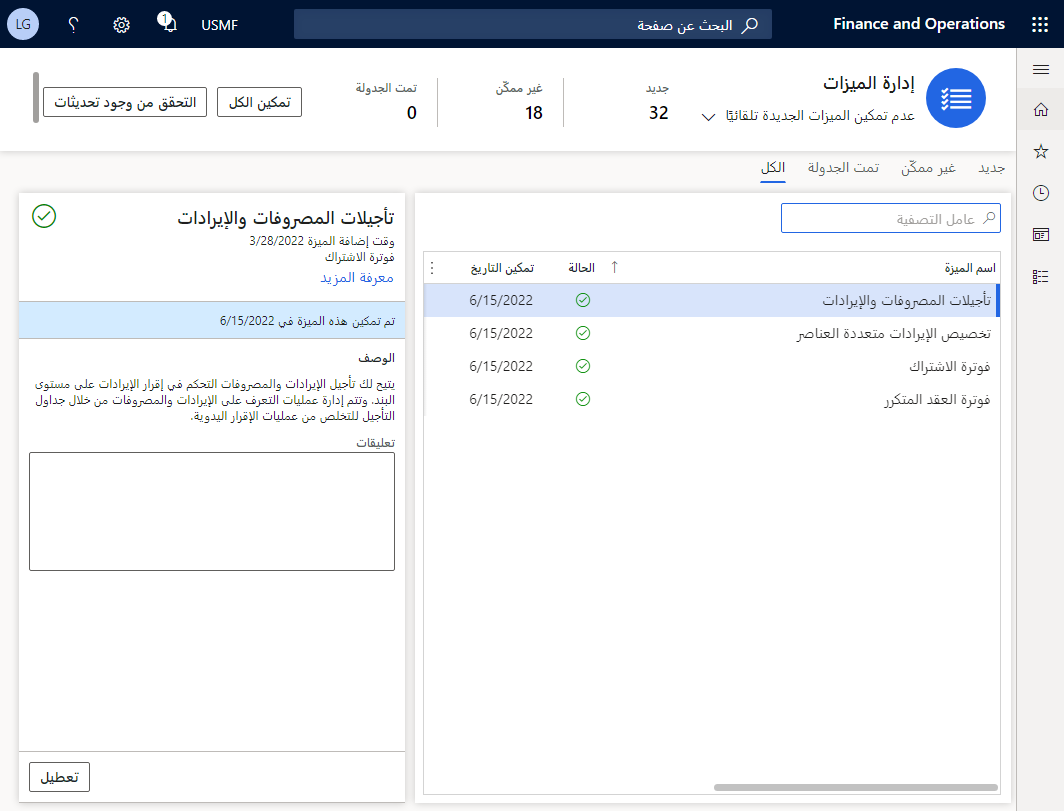 Finance and Operations
البحث عن صفحة
USMF
1
؟
LG
إدارة الميزات
عدم تمكين الميزات الجديدة تلقائيًا
جديد
32
غير ممكّن
18
تمت الجدولة
0
تمكين الكل
التحقق من وجود تحديثات
جديد
غير ممكّن
تمت الجدولة
الكل
عامل التصفية
اسم الميزة ↑ الحالة تمكين التاريخ
تأجيلات المصروفات والإيرادات 6/15/2022
تخصيص الإيرادات متعددة العناصر 6/15/2022
فوترة الاشتراك 6/15/2022
فوترة العقد المتكرر 6/15/2022
تأجيلات المصروفات والإيرادات
وقت إضافة الميزة 3/28/2022
فوترة الاشتراك
معرفة المزيد
تم تمكين هذه الميزة في 6/15/2022
الوصف
يتيح لك تأجيل الإيرادات والمصروفات التحكم في إقرار الإيرادات على مستوى
البند. وتتم إدارة عمليات التعرف على الإيرادات والمصروفات من خلال جداول
التأجيل للتخلص من عمليات الإقرار اليدوية.
تعليقات
تعطيل